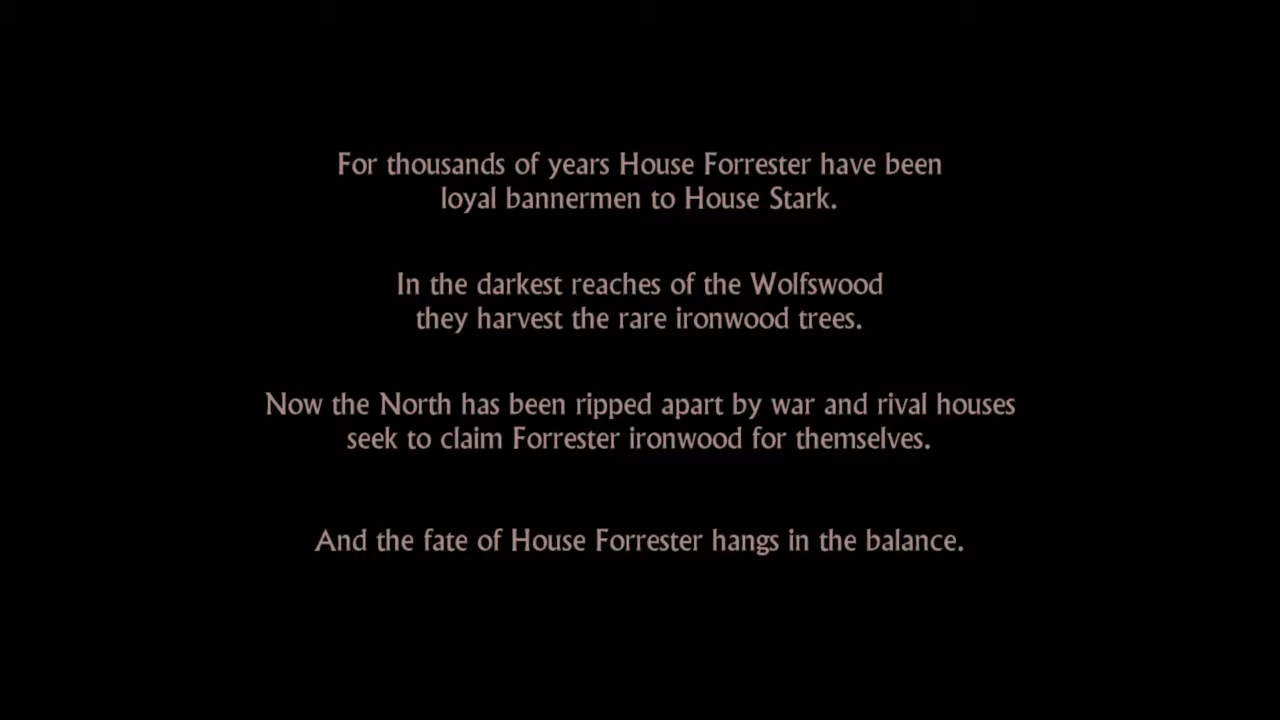 For thousands of years House Forrester have been
loyal bannermen to House Stark.
In the darkest reaches of the Wolfswood
they harvest the rare ironwood trees.
Now the North has been ripped apart by war and rival houses
seek to claim Forrester ironwood for themselves.
And the fate of House Forrester hangs in the balance.